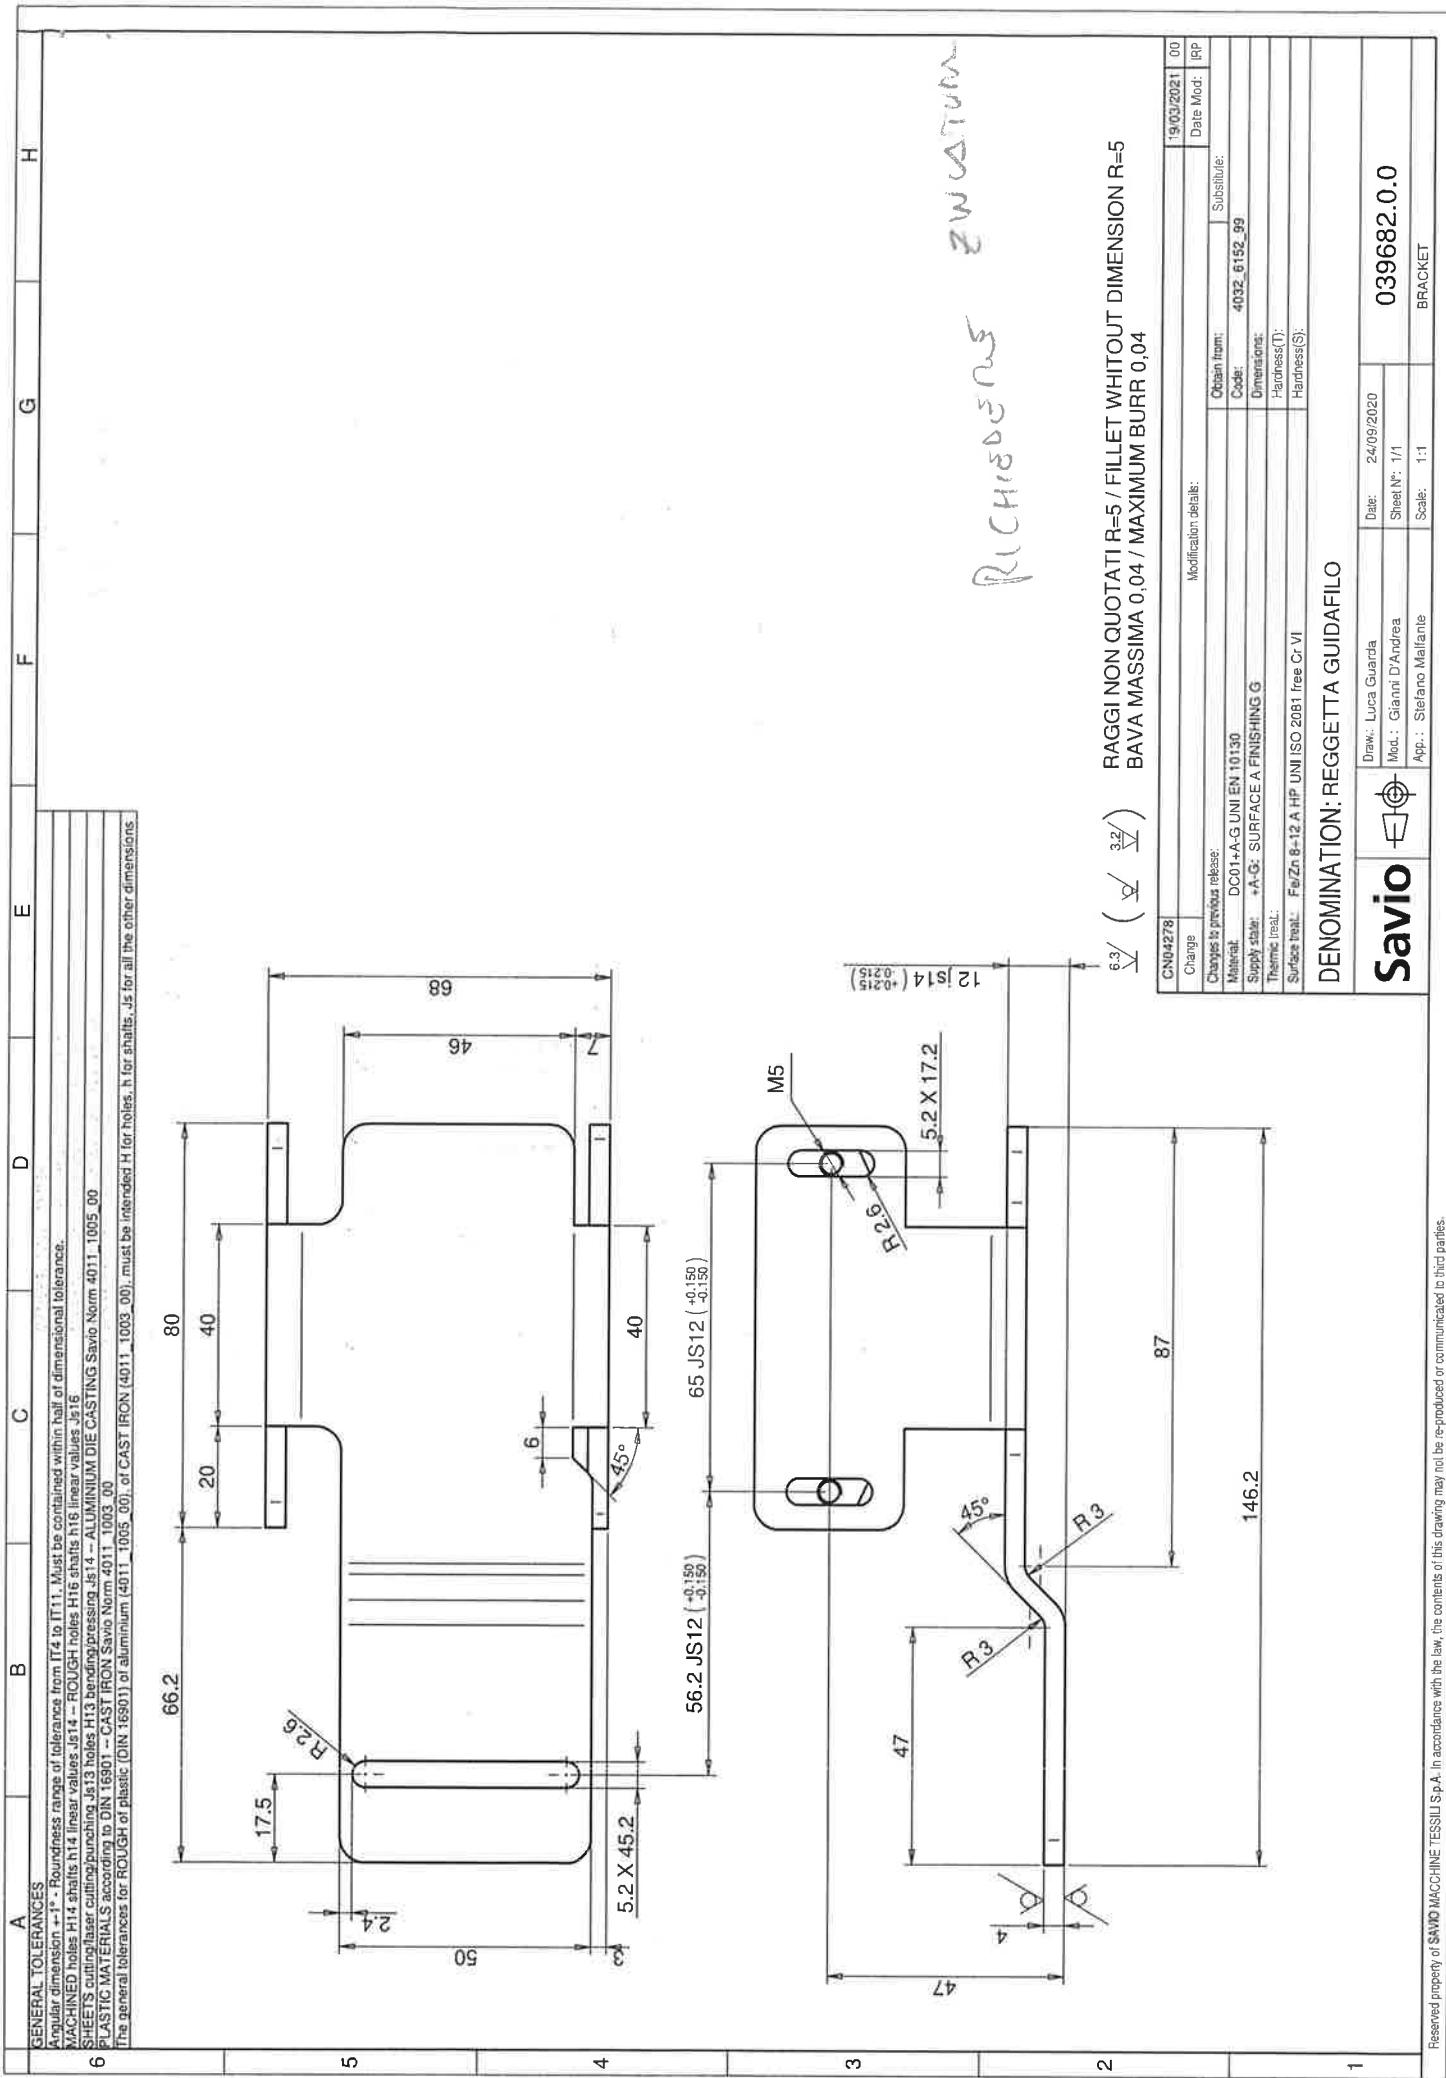 A B C D E F G H
GENERAL TOLERANCES
Angular dimension +-1° - Roundness range of tolerance from IT4 to IT11. Must be contained within half of dimensional tolerance.
MACHINED holes H14 shafts h14 linear values Js14 -- ROUGH holes H16 shafts h16 linear values Js16
SHEETS cutting/laser cutting/punching Js13 holes H13 bending/pressing Js14 -- ALUMINIUM DIE CASTING Savio Norm 4011_1005_00
PLASTIC MATERIALS according to DIN 16901 -- CAST IRON Savio Norm 4011_1003_00
The general tolerances for ROUGH of plastic (DIN 16901) of aluminium (4011_1005_00), of CAST IRON (4011_1003_00), must be intended H for holes, h for shafts, Js for all the other dimensions
6
5
4
3
2
1
66.2
80
20
40
17.5
R2.6
2.4
50
3
5.2 X 45.2
6
45°
40
68
46
7
56.2 JS12 ( +0.150 -0.150 )
65 JS12 ( +0.150 -0.150 )
M5
R2.6
5.2 X 17.2
12 js14 ( +0.215 -0.215 )
45°
R3
R3
47
87
146.2
4
47
RICHIEDERE
6.3 ( 3.2 )
RAGGI NON QUOTATI R=5 / FILLET WHITOUT DIMENSION R=5
BAVA MASSIMA 0,04 / MAXIMUM BURR 0,04
CN04278 19/03/2021 00
Change Modification details: Date Mod: IRP
Changes to previous release: Obtain from: Substitute:
Material: DC01+A-G UNI EN 10130 Code: 4032_6152_99
Supply state: +A-G: SURFACE A FINISHING G Dimensions:
Thermic treat.: Hardness(T):
Surface treat.: Fe/Zn 8÷12 A HP UNI ISO 2081 free Cr VI Hardness(S):
DENOMINATION: REGGETTA GUIDAFILO
Savio
Draw.: Luca Guarda Date: 24/09/2020
Mod.: Gianni D'Andrea Sheet N°: 1/1
App.: Stefano Malfante Scale: 1:1
039682.0.0
BRACKET
Reserved property of SAVIO MACCHINE TESSILI S.p.A. In accordance with the law, the contents of this drawing may not be re-produced or communicated to third parties.